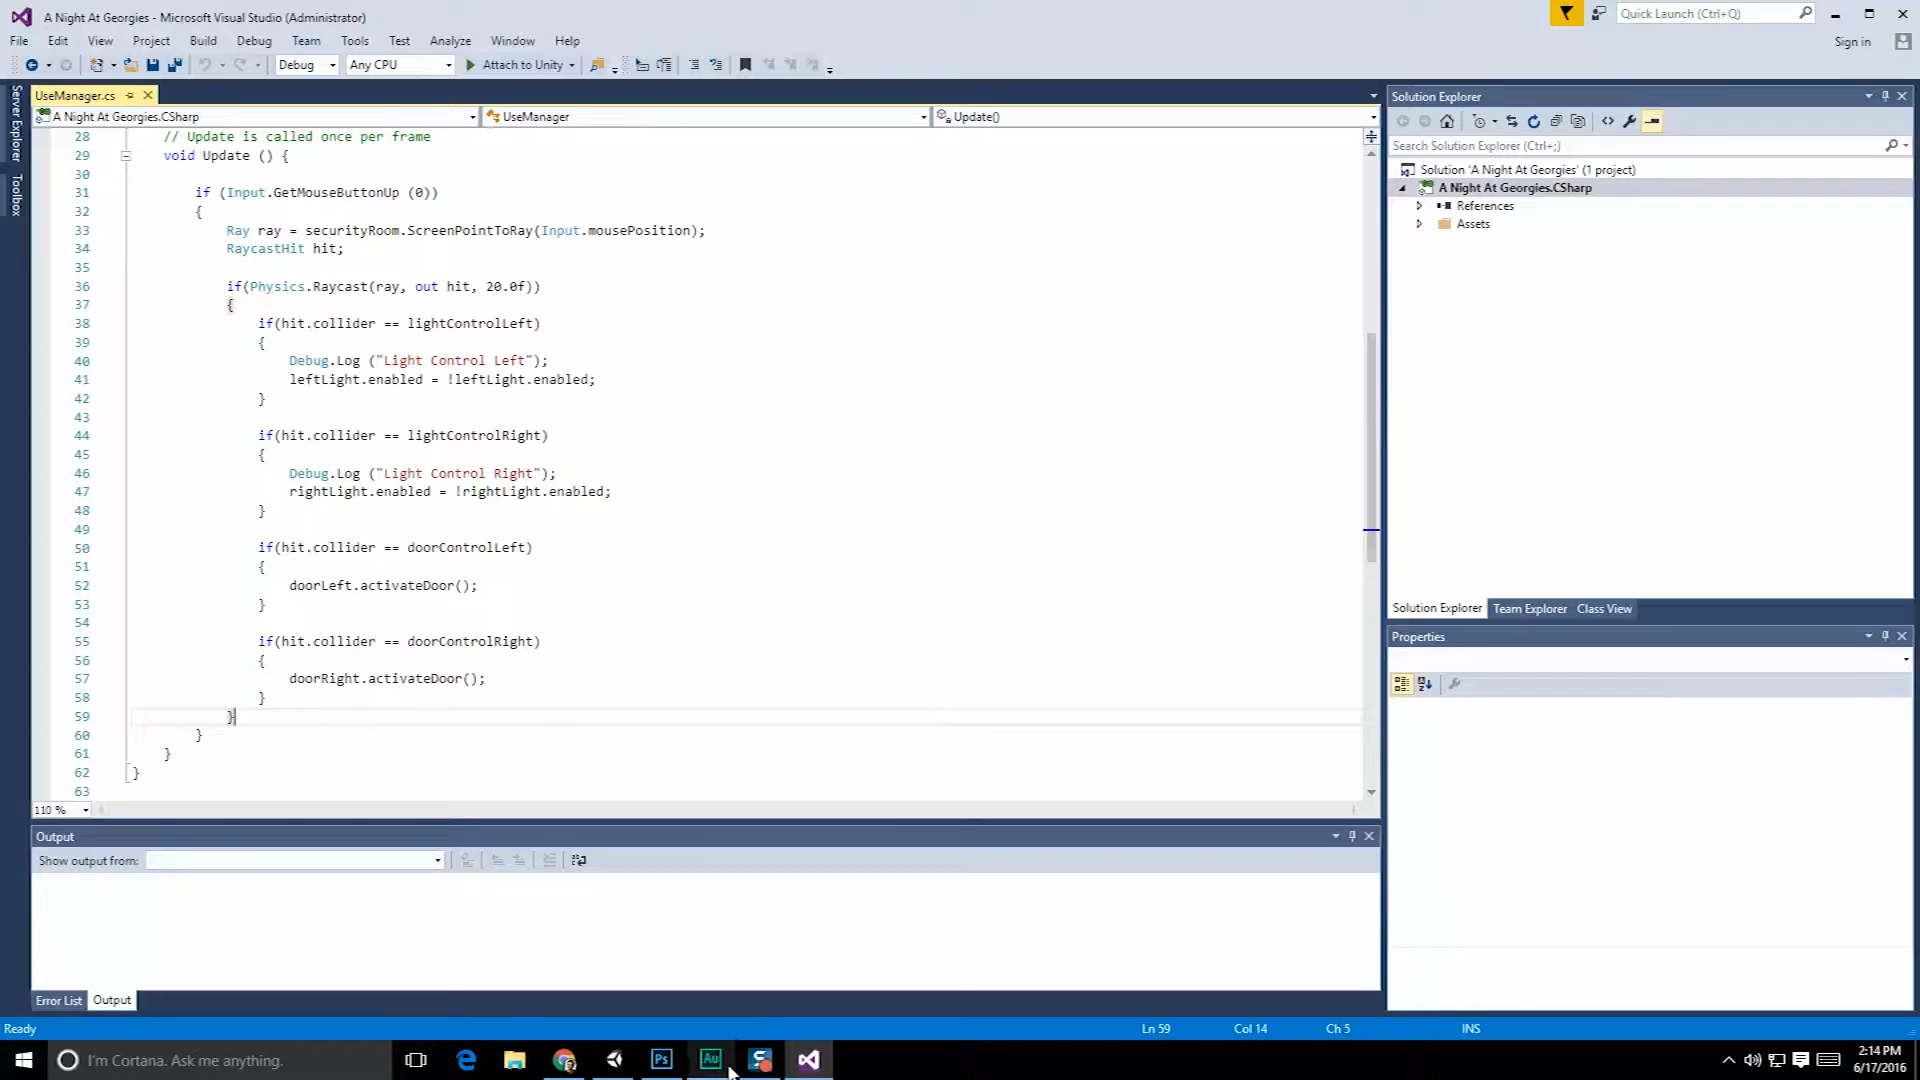 A Night At Georgies - Microsoft Visual Studio (Administrator)
Quick Launch (Ctrl+Q)
File Edit View Project Build Debug Team Tools Test Analyze Window Help
Sign in
Debug Any CPU Attach to Unity
Server Explorer
Toolbox
UseManager.cs
A Night At Georgies.CSharp UseManager Update()
28 // Update is called once per frame
29 void Update () {
30
31 if (Input.GetMouseButtonUp (0))
32 {
33 Ray ray = securityRoom.ScreenPointToRay(Input.mousePosition);
34 RaycastHit hit;
35
36 if(Physics.Raycast(ray, out hit, 20.0f))
37 {
38 if(hit.collider == lightControlLeft)
39 {
40 Debug.Log ("Light Control Left");
41 leftLight.enabled = !leftLight.enabled;
42 }
43
44 if(hit.collider == lightControlRight)
45 {
46 Debug.Log ("Light Control Right");
47 rightLight.enabled = !rightLight.enabled;
48 }
49
50 if(hit.collider == doorControlLeft)
51 {
52 doorLeft.activateDoor();
53 }
54
55 if(hit.collider == doorControlRight)
56 {
57 doorRight.activateDoor();
58 }
59 }
60 }
61 }
62 }
63
110 %
Solution Explorer
Search Solution Explorer (Ctrl+;)
Solution 'A Night At Georgies' (1 project)
A Night At Georgies.CSharp
References
Assets
Solution Explorer Team Explorer Class View
Properties
Output
Show output from:
Error List Output
Ready Ln 59 Col 14 Ch 5 INS
I'm Cortana. Ask me anything.
Ps
Au
2:14 PM
6/17/2016